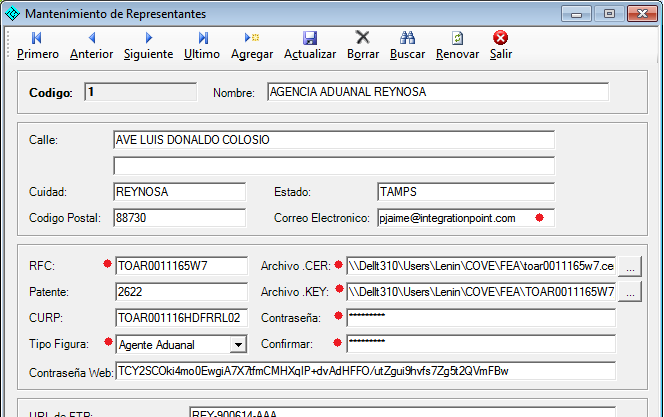 Mantenimiento de Representantes
Primero Anterior Siguiente Ultimo Agregar Actualizar Borrar Buscar Renovar Salir
Codigo: 1 Nombre: AGENCIA ADUANAL REYNOSA
Calle: AVE LUIS DONALDO COLOSIO
Cuidad: REYNOSA Estado: TAMPS
Codigo Postal: 88730 Correo Electronico: pjaime@integrationpoint.com
RFC: TOAR0011165W7 Archivo .CER: \\Dellt310\Users\Lenin\COVE\FEA\toar0011165w7.ce ...
Patente: 2622 Archivo .KEY: \\Dellt310\Users\Lenin\COVE\FEA\TOAR0011165W7 ...
CURP: TOAR001116HDFRRL02 Contraseña: *********
Tipo Figura: Agente Aduanal Confirmar: *********
Contraseña Web: TCY2SCOki4mo0EwgiA7X7tfmCMHXqIP+dvAdHFFO/utZgui9hvfs7Zg5t2QVmFBw
URL de FTP: REY-900614-AAA